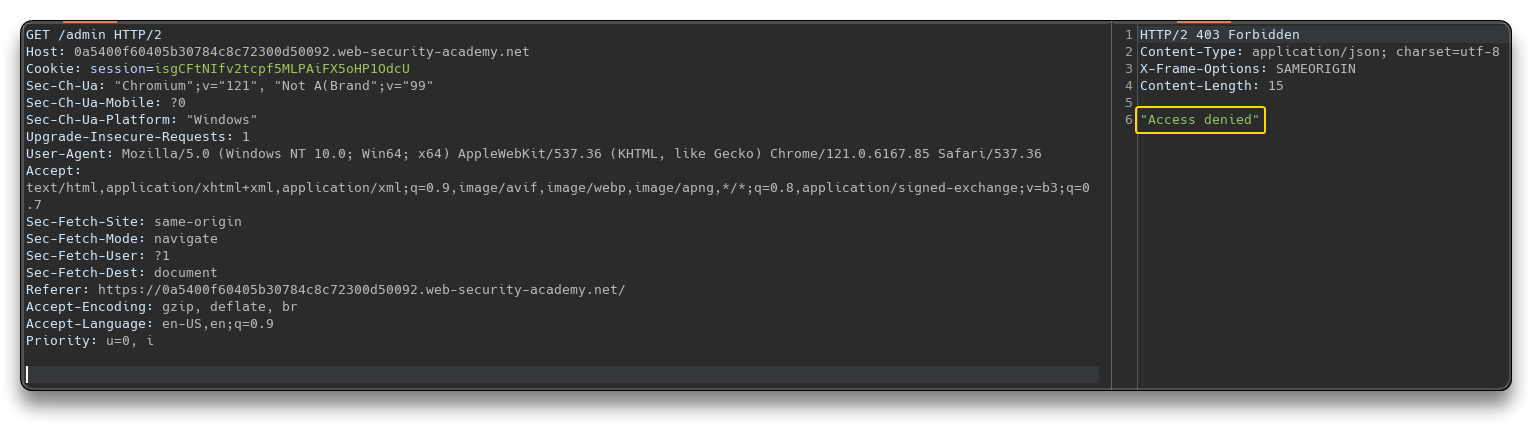 GET /admin HTTP/2
Host: 0a5400f60405b30784c8c72300d50092.web-security-academy.net
Cookie: session=isgCFtNIfv2tcpf5MLPAiFX5oHP1OdcU
Sec-Ch-Ua: "Chromium";v="121", "Not A(Brand";v="99"
Sec-Ch-Ua-Mobile: ?0
Sec-Ch-Ua-Platform: "Windows"
Upgrade-Insecure-Requests: 1
User-Agent: Mozilla/5.0 (Windows NT 10.0; Win64; x64) AppleWebKit/537.36 (KHTML, like Gecko) Chrome/121.0.6167.85 Safari/537.36
Accept:
text/html,application/xhtml+xml,application/xml;q=0.9,image/avif,image/webp,image/apng,*/*;q=0.8,application/signed-exchange;v=b3;q=0
.7
Sec-Fetch-Site: same-origin
Sec-Fetch-Mode: navigate
Sec-Fetch-User: ?1
Sec-Fetch-Dest: document
Referer: https://0a5400f60405b30784c8c72300d50092.web-security-academy.net/
Accept-Encoding: gzip, deflate, br
Accept-Language: en-US,en;q=0.9
Priority: u=0, i
1 HTTP/2 403 Forbidden
2 Content-Type: application/json; charset=utf-8
3 X-Frame-Options: SAMEORIGIN
4 Content-Length: 15
5
6 "Access denied"